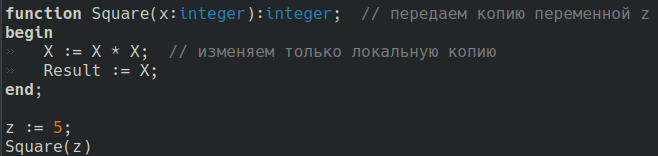 function Square(x:integer):integer;  // передаем копию переменной z
begin
»   X := X * X;  // изменяем только локальную копию
»   Result := X;
end;

z := 5;
Square(z)